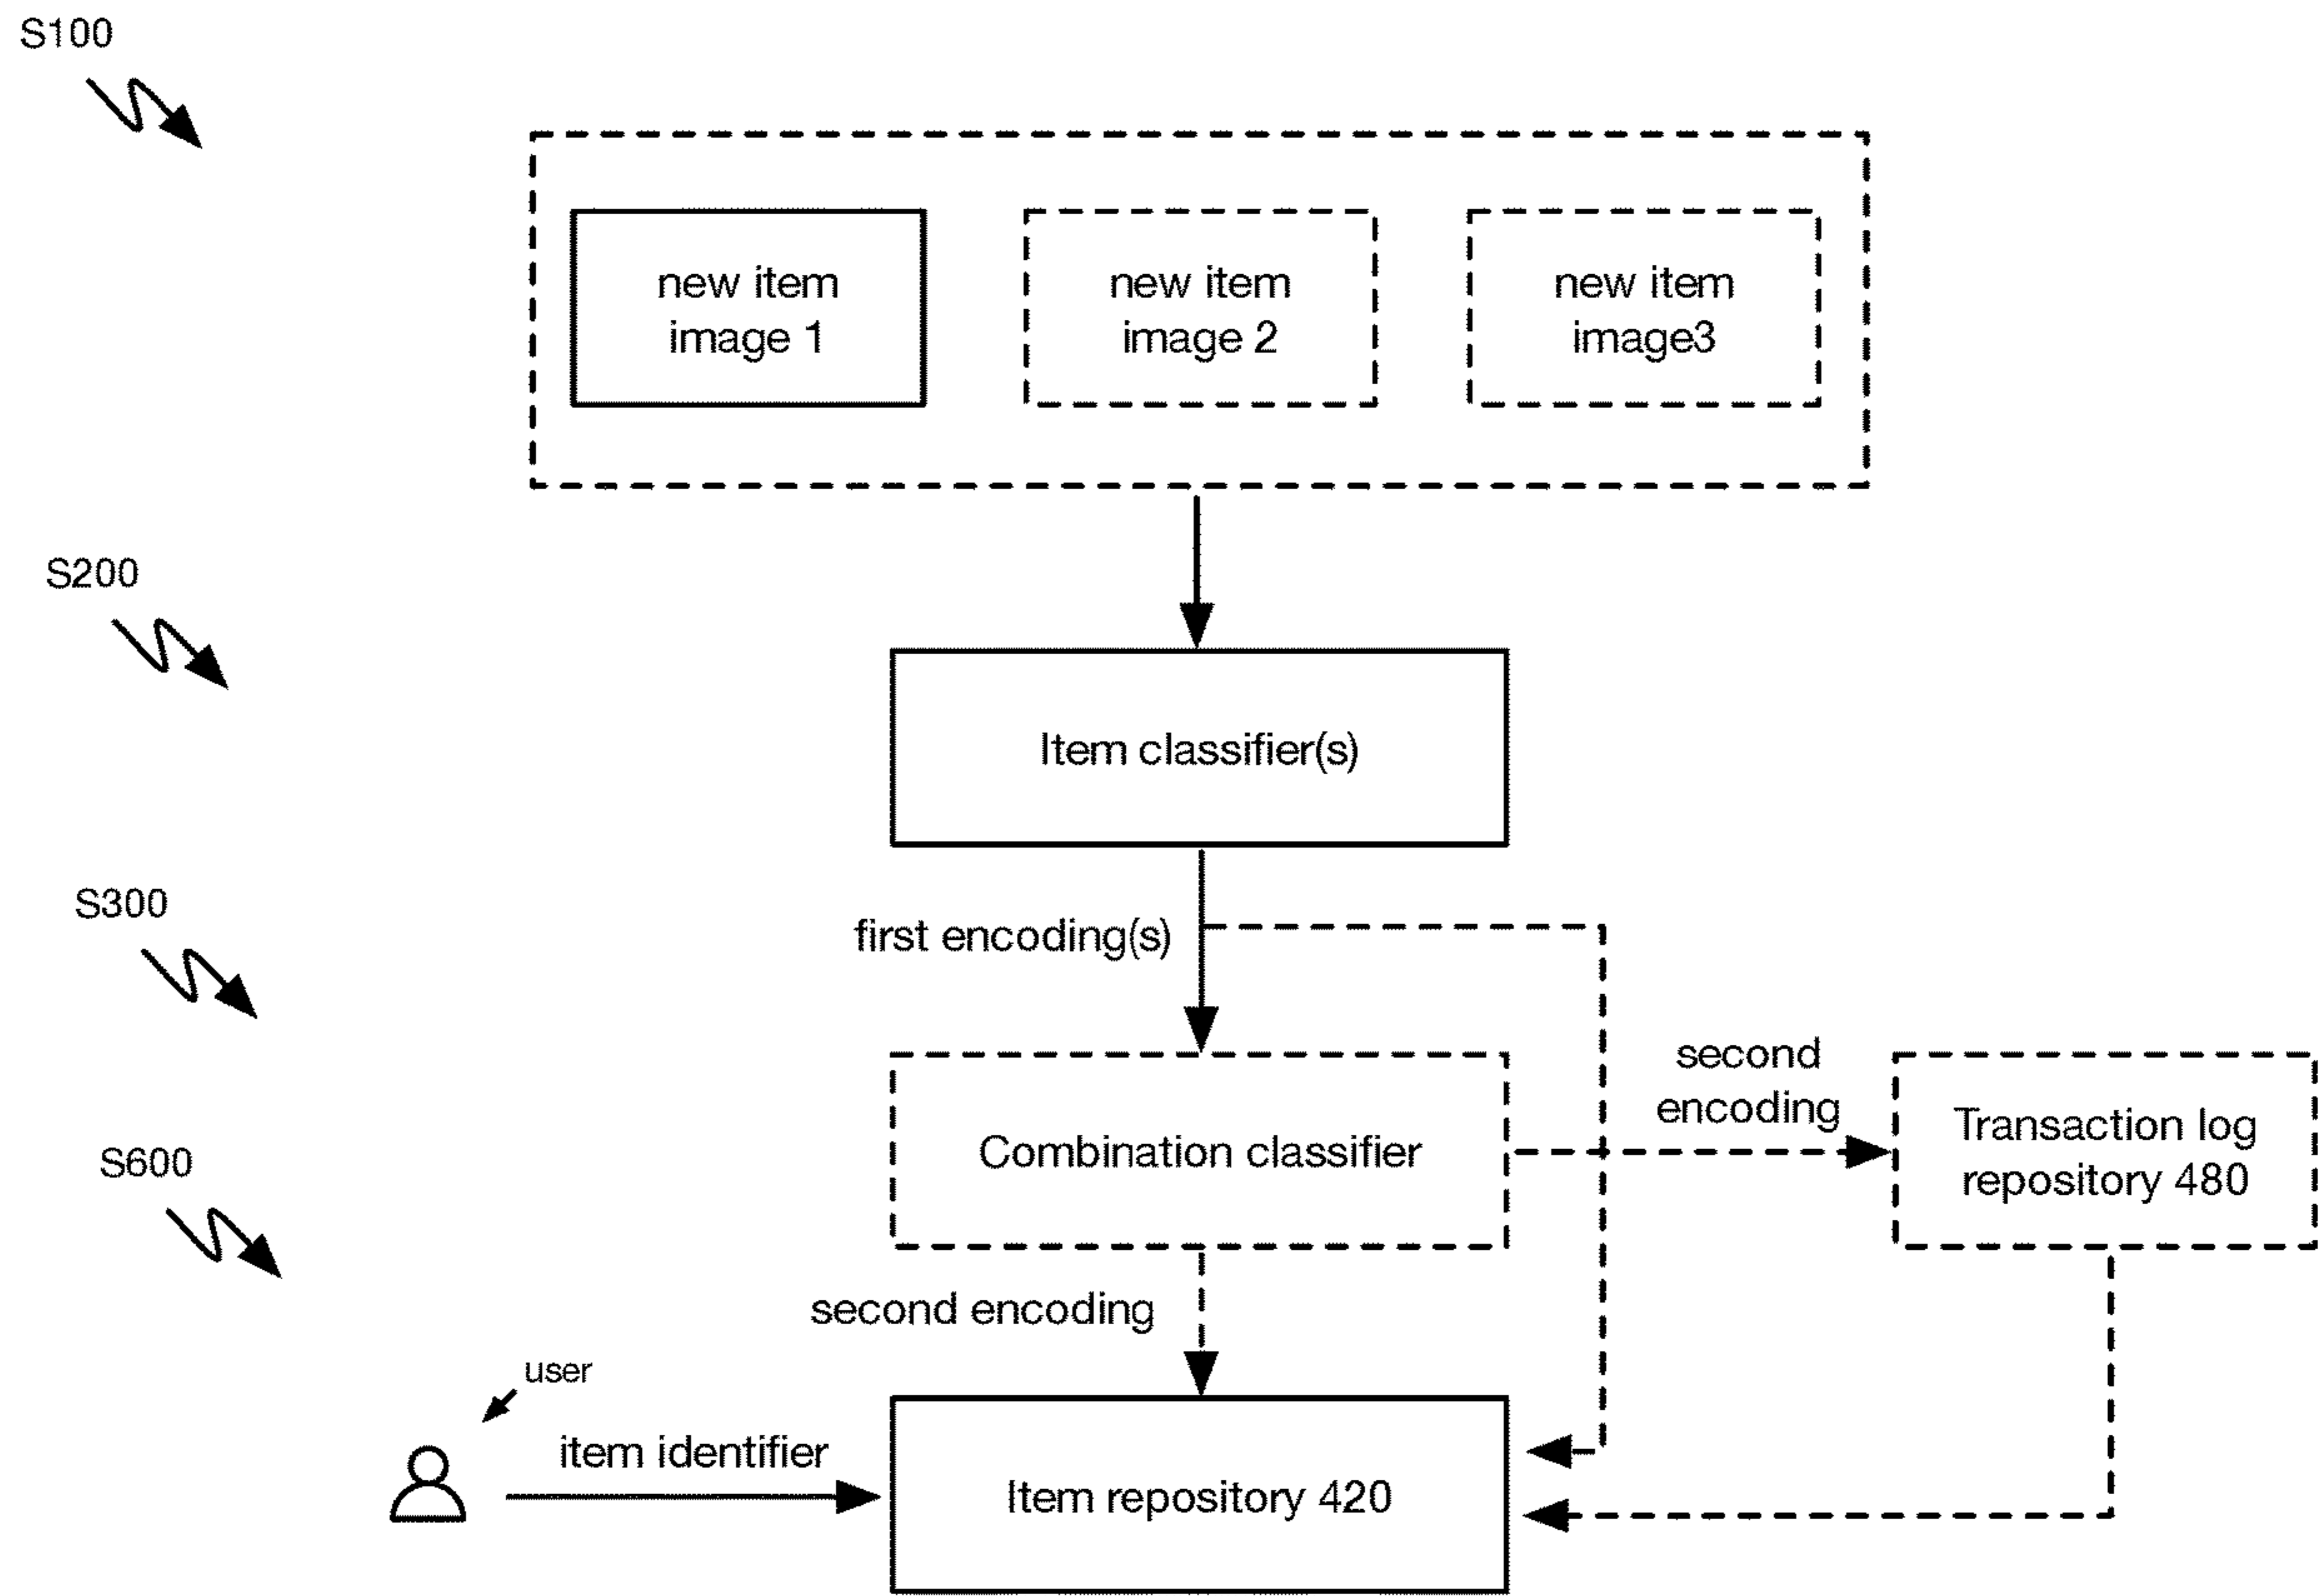 S100
new item
image 1
new item
image 2
new item
image3
S200
Item classifier(s)
S300
first encoding(s)
second
encoding
Combination classifier
Transaction log
repository 480
S600
second encoding
user
item identifier
Item repository 420